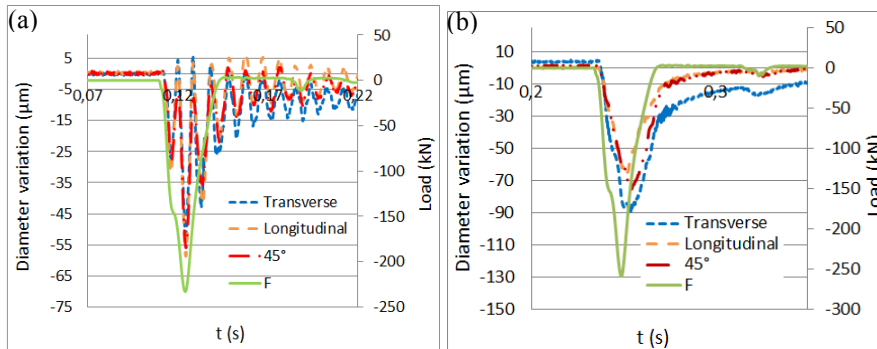 (a)
Diameter variation (µm)
5
-5
-15
-25
-35
-45
-55
-65
-75
0,07
0,12
0,17
0,22
50
0
-50
-100
-150
-200
-250
Load (kN)
Transverse
Longitudinal
45°
F
t (s)
(b)
Diameter variation (µm)
10
-10
-30
-50
-70
-90
-110
-130
-150
0,2
0,3
50
0
-50
-100
-150
-200
-250
-300
Load (kN)
Transverse
Longitudinal
45°
F
t (s)